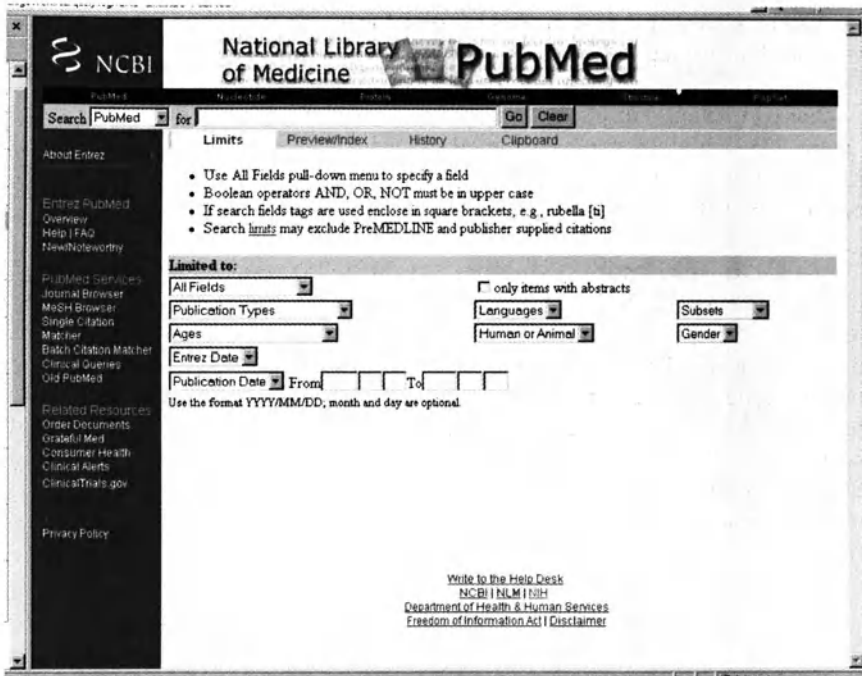 NCBI
National Library
of Medicine
PubMed
PubMed Nucleotide Protein Genome Structure PopSet
Search PubMed for Go Clear
Limits Preview/Index History Clipboard
About Entrez
Entrez PubMed
Overview
Help | FAQ
New/Noteworthy
PubMed Services
Journal Browser
MeSH Browser
Single Citation
Matcher
Batch Citation Matcher
Clinical Queries
Old PubMed
Related Resources
Order Documents
Grateful Med
Consumer Health
Clinical Alerts
ClinicalTrials.gov
Privacy Policy
• Use All Fields pull-down menu to specify a field
• Boolean operators AND, OR, NOT must be in upper case
• If search fields tags are used enclose in square brackets, e.g., rubella [ti]
• Search limits may exclude PreMEDLINE and publisher supplied citations
Limited to:
All Fields only items with abstracts
Publication Types Languages Subsets
Ages Human or Animal Gender
Entrez Date
Publication Date From To
Use the format YYYY/MM/DD; month and day are optional.
Write to the Help Desk
NCBI | NLM | NIH
Department of Health & Human Services
Freedom of Information Act | Disclaimer